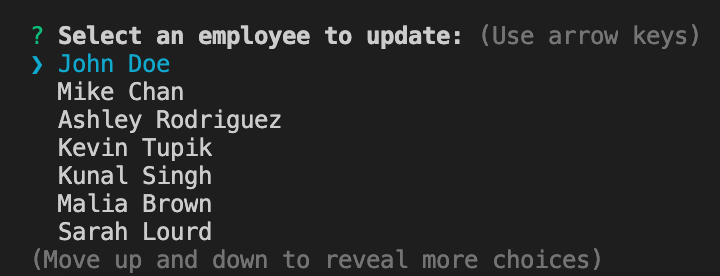 ? Select an employee to update: (Use arrow keys)
❯ John Doe
Mike Chan
Ashley Rodriguez
Kevin Tupik
Kunal Singh
Malia Brown
Sarah Lourd
(Move up and down to reveal more choices)